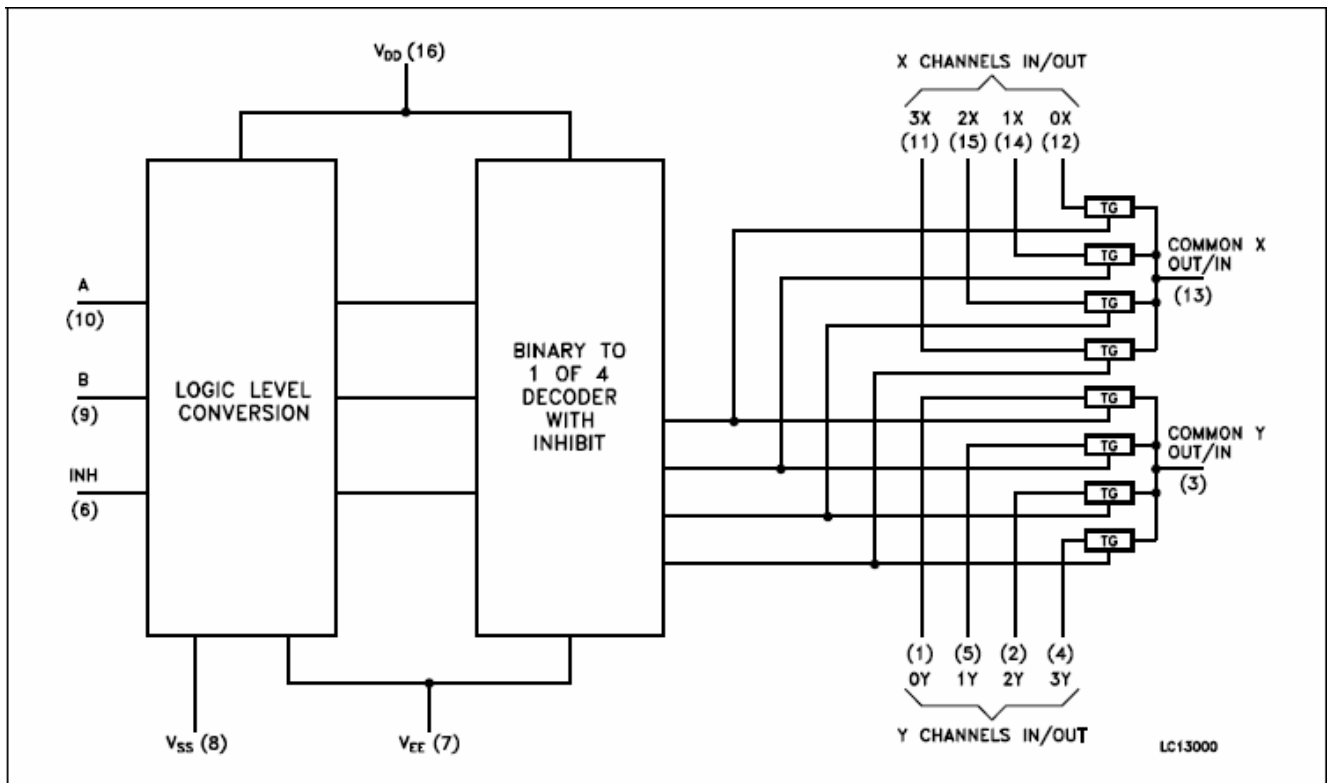 V_DD (16)
X CHANNELS IN/OUT
3X 2X 1X 0X
(11) (15) (14) (12)
TG
TG
TG
TG
COMMON X
OUT/IN
(13)
A
(10)
B
(9)
INH
(6)
LOGIC LEVEL
CONVERSION
BINARY TO
1 OF 4
DECODER
WITH
INHIBIT
TG
TG
TG
TG
COMMON Y
OUT/IN
(3)
(1) (5) (2) (4)
0Y 1Y 2Y 3Y
Y CHANNELS IN/OUT
V_SS (8)
V_EE (7)
LC13000